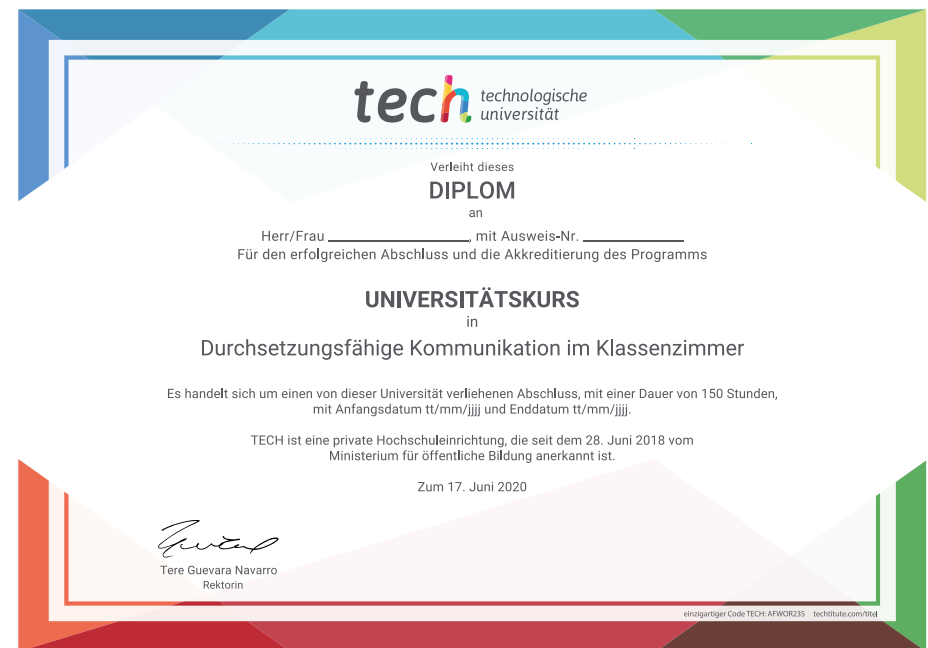 tech technologische
universität
Verleiht dieses
DIPLOM
an
Herr/Frau ____________________, mit Ausweis-Nr. ______________
Für den erfolgreichen Abschluss und die Akkreditierung des Programms
UNIVERSITÄTSKURS
in
Durchsetzungsfähige Kommunikation im Klassenzimmer
Es handelt sich um einen von dieser Universität verliehenen Abschluss, mit einer Dauer von 150 Stunden,
mit Anfangsdatum tt/mm/jjjj und Enddatum tt/mm/jjjj.
TECH ist eine private Hochschuleinrichtung, die seit dem 28. Juni 2018 vom
Ministerium für öffentliche Bildung anerkannt ist.
Zum 17. Juni 2020
Tere Guevara Navarro
Rektorin
einzigartiger Code TECH: AFWOR23S techtitute.com/titel